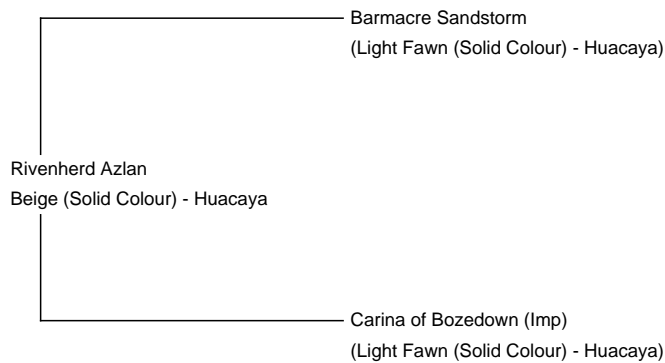 Barmacre Sandstorm
(Light Fawn (Solid Colour) - Huacaya)
Rivenherd Azlan
Beige (Solid Colour) - Huacaya
Carina of Bozedown (Imp)
(Light Fawn (Solid Colour) - Huacaya)